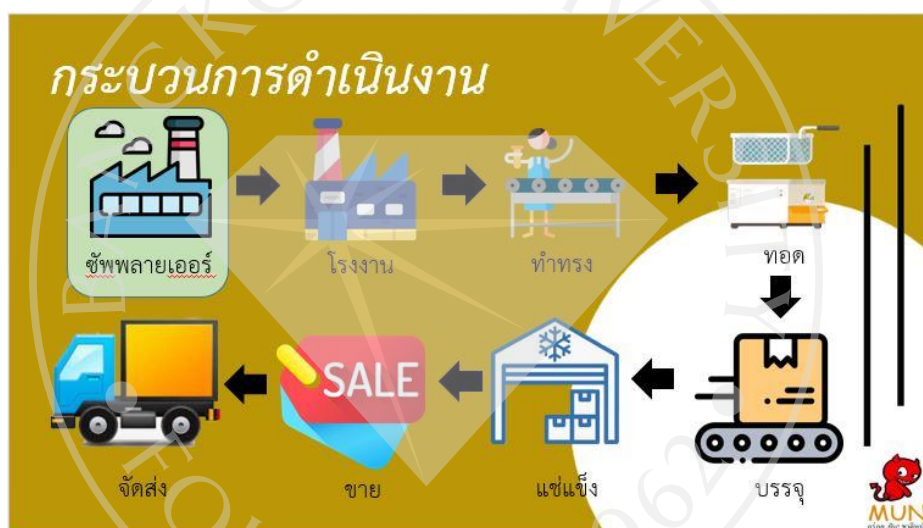 กระบวนการดำเนินงาน
ซัพพลายเออร์
โรงงาน
ทำทรง
ทอด
SALE
จัดส่ง
ขาย
แช่แข็ง
บรรจุ
MUN